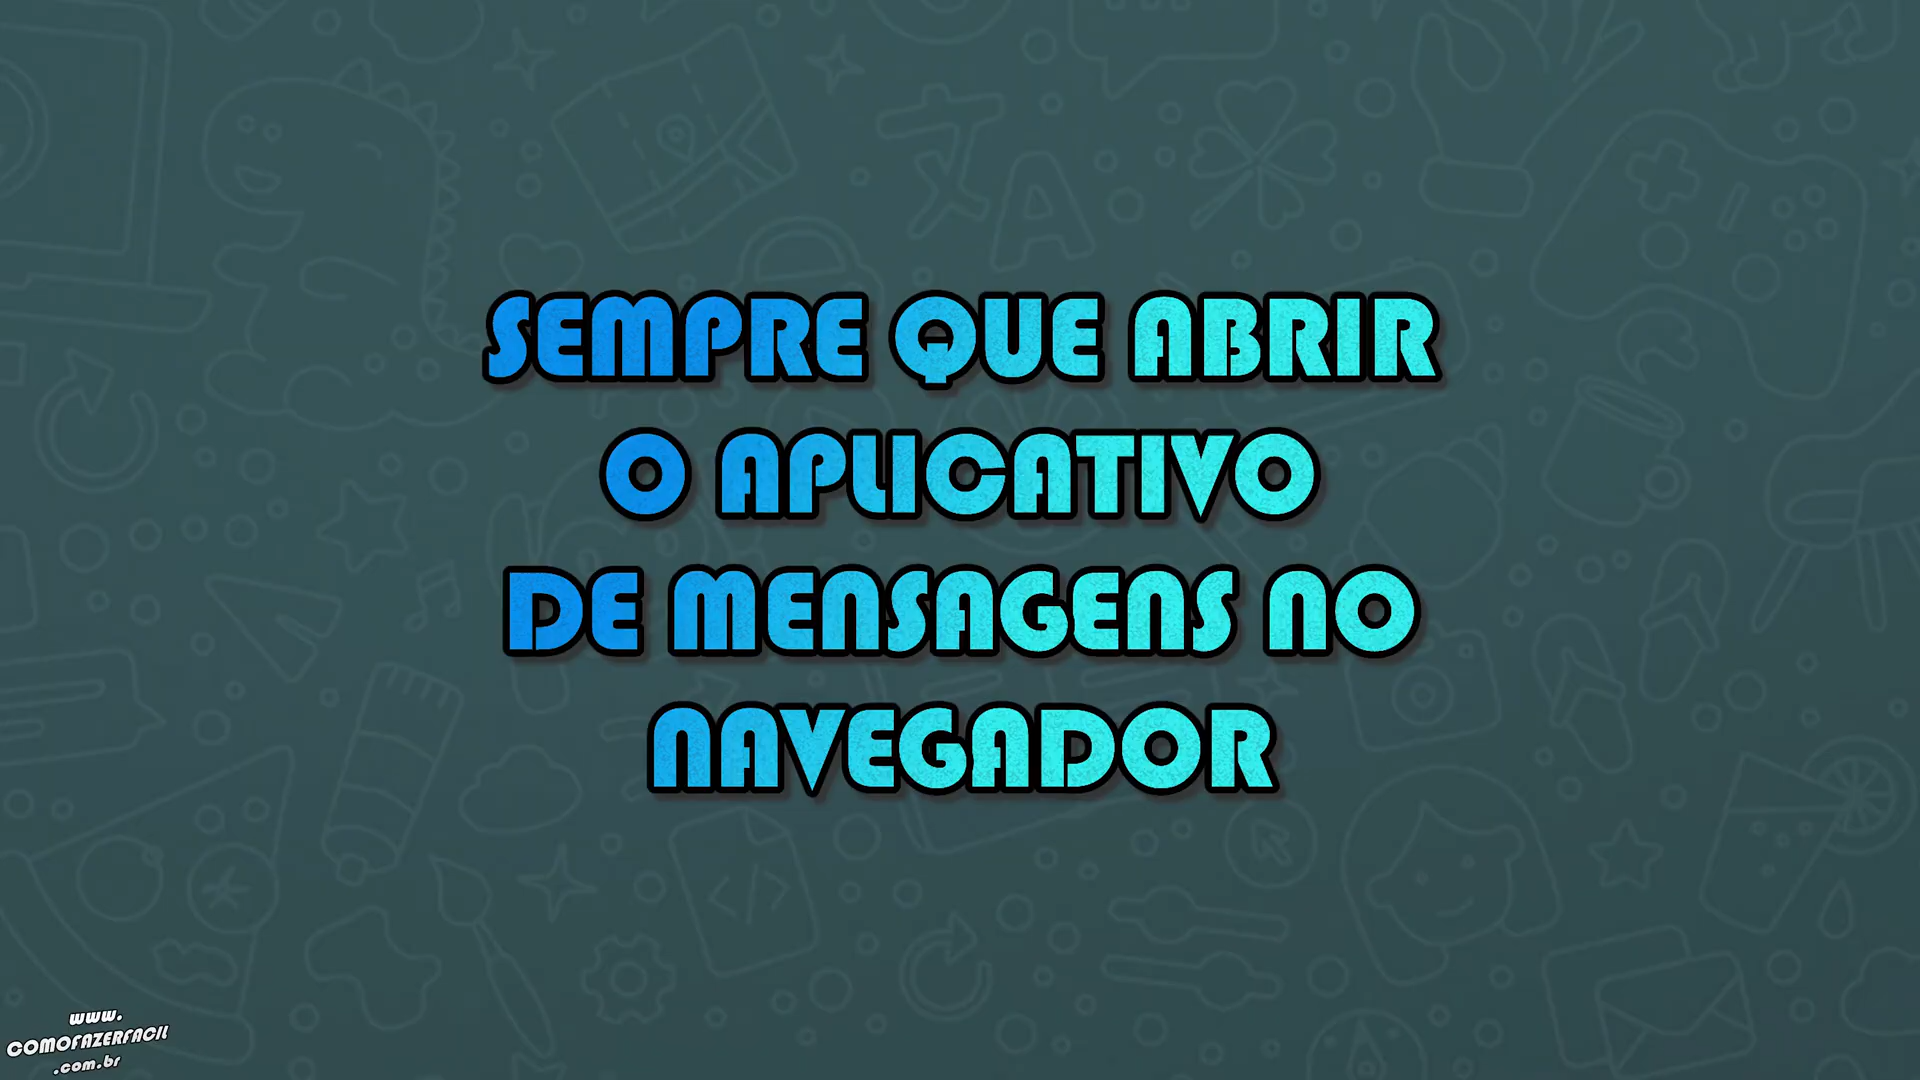 SEMPRE QUE ABRIR
O APLICATIVO
DE MENSAGENS NO
NAVEGADOR
www.
COMOFAZERFACIL
.com.br